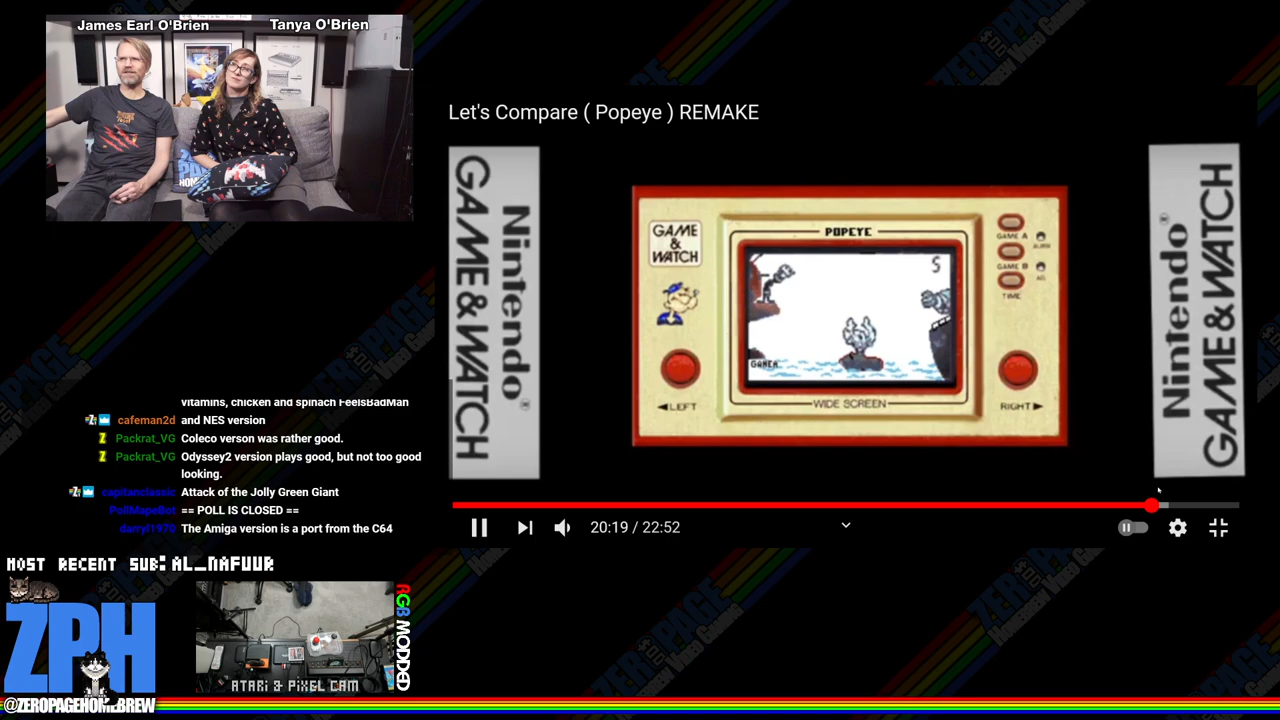 James Earl O'Brien
Tanya O'Brien
Let's Compare ( Popeye ) REMAKE
Nintendo®
GAME&WATCH
GAME
&
WATCH
POPEYE
5
GAME A
◄LEFT
WIDE SCREEN
RIGHT►
GAME A
GAME B
TIME
Nintendo®
GAME&WATCH
20:19 / 22:52
vitamins, chicken and spinach FeelsBadMan
cafeman2d and NES version
Packrat_VG Coleco verson was rather good.
Packrat_VG Odyssey2 version plays good, but not too good
looking.
capitanclassic Attack of the Jolly Green Giant
PollMapeBot == POLL IS CLOSED ==
darryl1970 The Amiga version is a port from the C64
MOST RECENT SUB: AL_NAFUUR
ZPH
@ZEROPAGEHOMEBREW
ATARI & PIXEL CAM
RGB MODDED